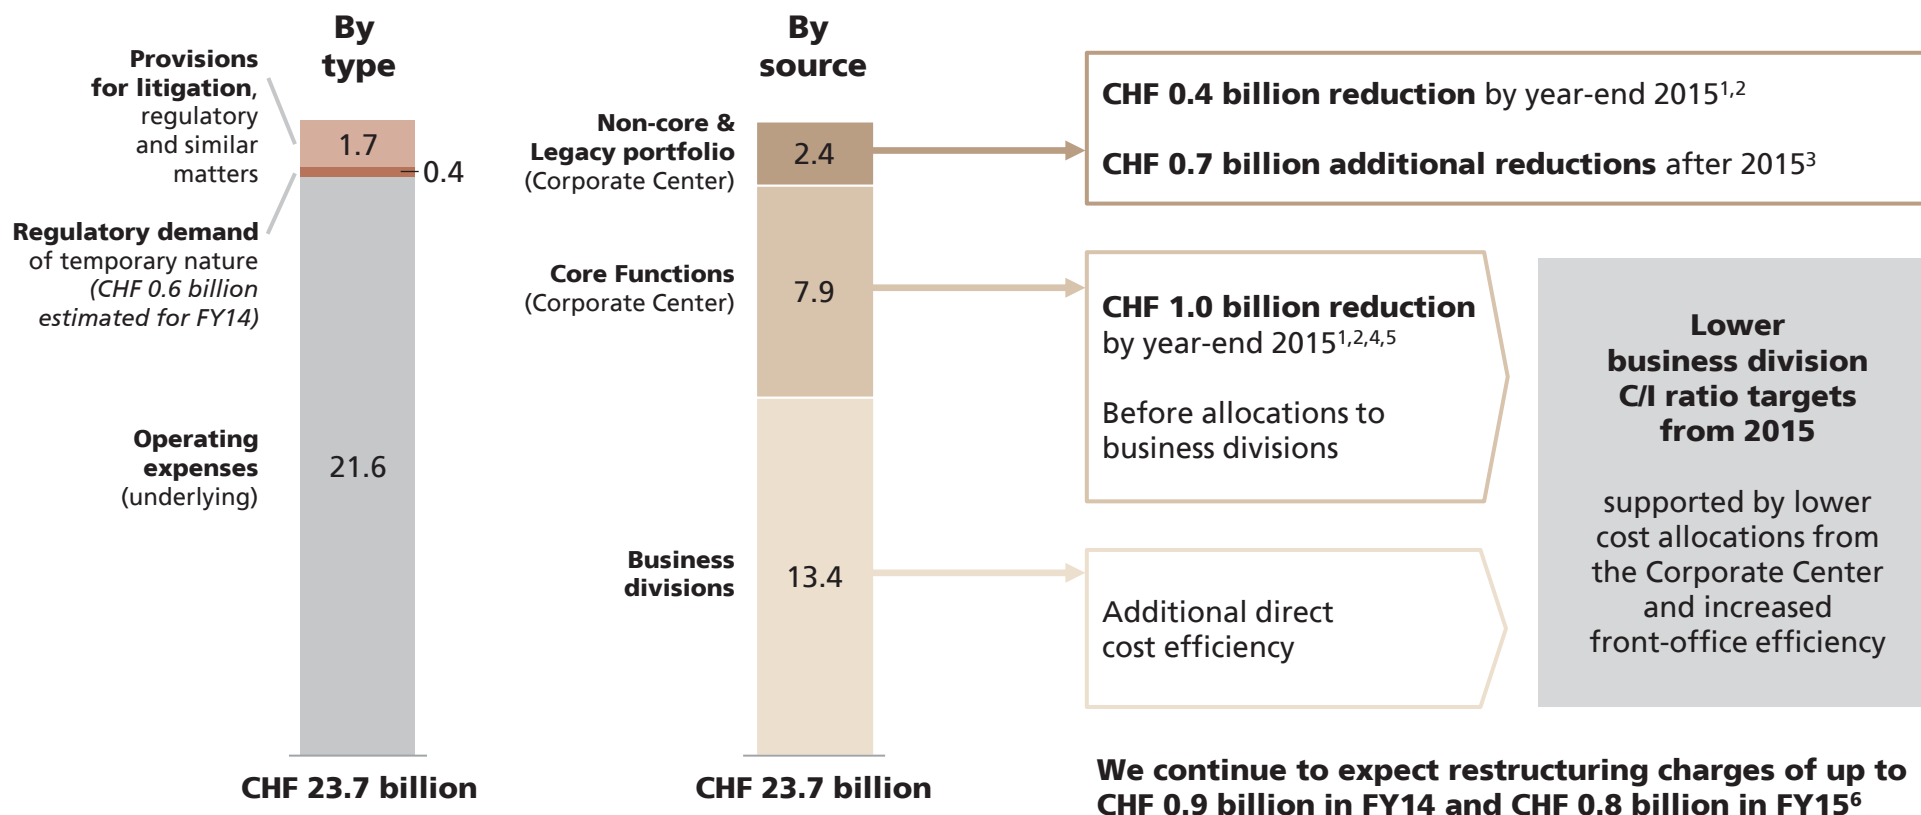 By
type
Provisions
for litigation,
regulatory
and similar
matters
1.7
0.4
Regulatory demand
of temporary nature
(CHF 0.6 billion
estimated for FY14)
Operating
expenses
(underlying)
21.6
CHF 23.7 billion
By
source
Non-core &
Legacy portfolio
(Corporate Center)
2.4
Core Functions
(Corporate Center)
7.9
Business
divisions
13.4
CHF 23.7 billion
CHF 0.4 billion reduction by year-end 2015¹,²
CHF 0.7 billion additional reductions after 2015³
CHF 1.0 billion reduction
by year-end 2015¹,²,⁴,⁵
Before allocations to
business divisions
Additional direct
cost efficiency
Lower
business division
C/I ratio targets
from 2015
supported by lower
cost allocations from
the Corporate Center
and increased
front-office efficiency
We continue to expect restructuring charges of up to
CHF 0.9 billion in FY14 and CHF 0.8 billion in FY15⁶